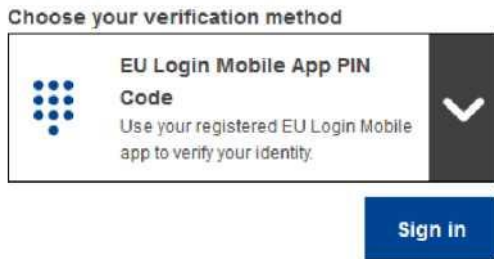 Choose your verification method
EU Login Mobile App PIN
Code
Use your registered EU Login Mobile
app to verify your identity.
Sign in